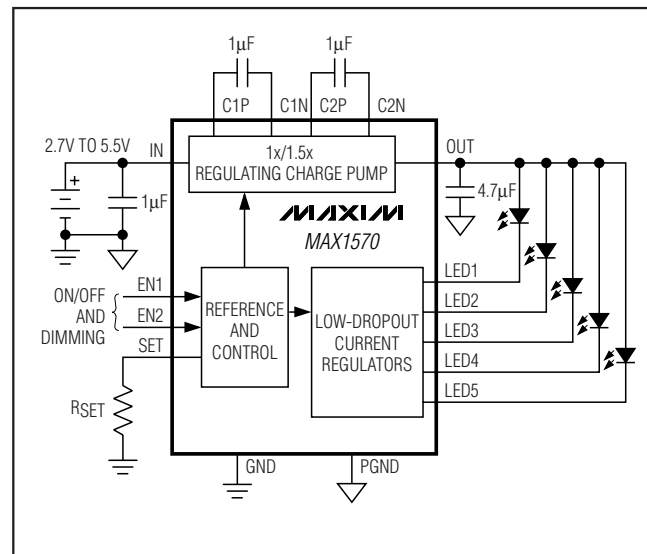 1µF
1µF
C1P
C1N
C2P
C2N
2.7V TO 5.5V
IN
1x/1.5x
REGULATING CHARGE PUMP
OUT
+
1µF
4.7µF
MAXIM
MAX1570
ON/OFF
AND
DIMMING
EN1
EN2
SET
REFERENCE
AND
CONTROL
LOW-DROPOUT
CURRENT
REGULATORS
LED1
LED2
LED3
LED4
LED5
RSET
GND
PGND